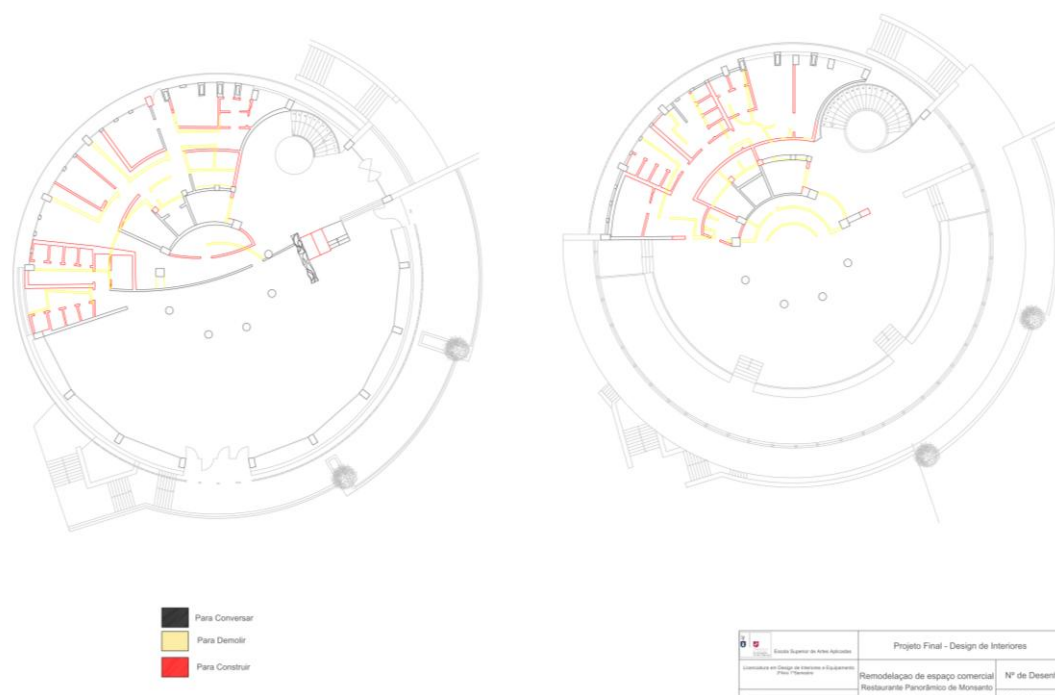 Para Conversar
Para Demolir
Para Construir
Escola Superior de Artes Aplicadas
Projeto Final - Design de Interiores
Licenciatura em Design de Interiores e Equipamento
Remodelaçao de espaço comercial
Restaurante Panorâmico de Monsanto
Nº de Desen